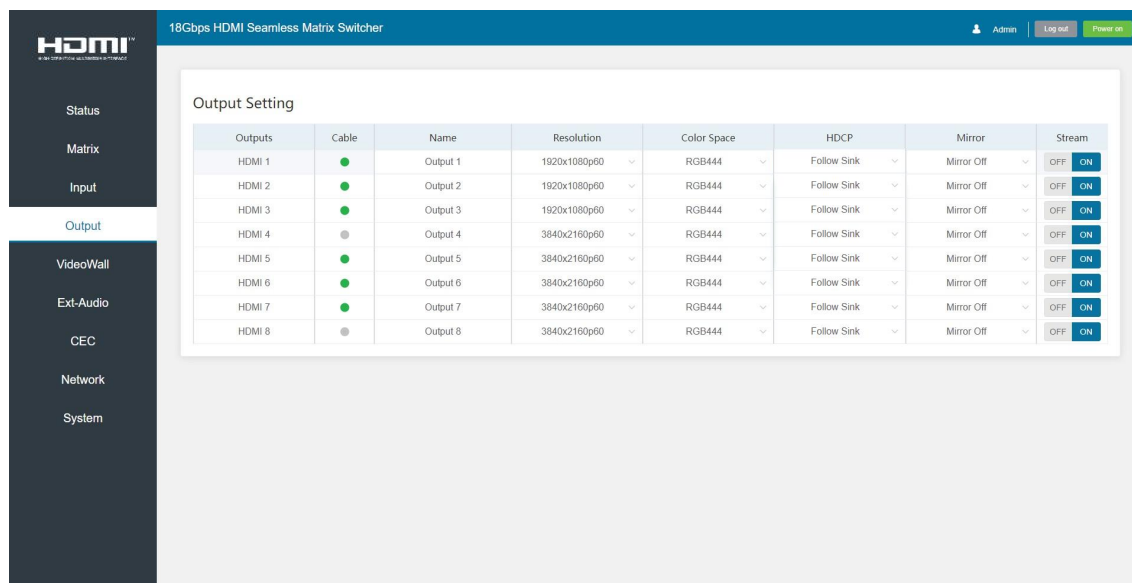 HDMI™
HIGH-DEFINITION MULTIMEDIA INTERFACE
18Gbps HDMI Seamless Matrix Switcher
Admin
Log out
Power on
Status
Matrix
Input
Output
VideoWall
Ext-Audio
CEC
Network
System
Output Setting
Outputs Cable Name Resolution Color Space HDCP Mirror Stream
HDMI 1 Output 1 1920x1080p60 RGB444 Follow Sink Mirror Off OFF ON
HDMI 2 Output 2 1920x1080p60 RGB444 Follow Sink Mirror Off OFF ON
HDMI 3 Output 3 1920x1080p60 RGB444 Follow Sink Mirror Off OFF ON
HDMI 4 Output 4 3840x2160p60 RGB444 Follow Sink Mirror Off OFF ON
HDMI 5 Output 5 3840x2160p60 RGB444 Follow Sink Mirror Off OFF ON
HDMI 6 Output 6 3840x2160p60 RGB444 Follow Sink Mirror Off OFF ON
HDMI 7 Output 7 3840x2160p60 RGB444 Follow Sink Mirror Off OFF ON
HDMI 8 Output 8 3840x2160p60 RGB444 Follow Sink Mirror Off OFF ON